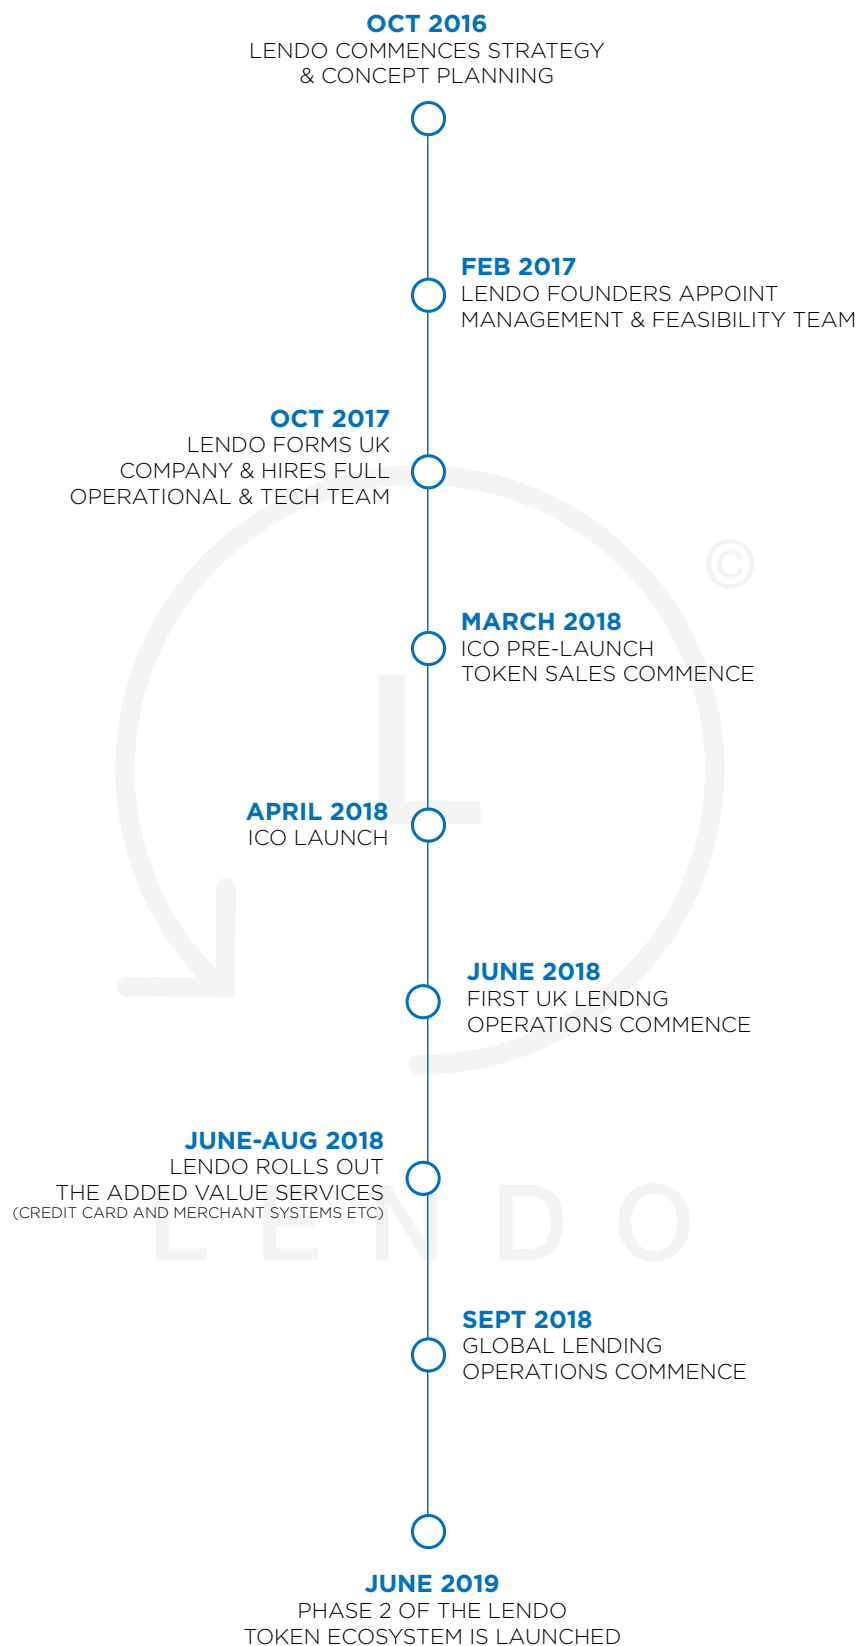 OCT 2016
LENDO COMMENCES STRATEGY
& CONCEPT PLANNING
FEB 2017
LENDO FOUNDERS APPOINT
MANAGEMENT & FEASIBILITY TEAM
OCT 2017
LENDO FORMS UK
COMPANY & HIRES FULL
OPERATIONAL & TECH TEAM
©
MARCH 2018
ICO PRE-LAUNCH
TOKEN SALES COMMENCE
L
APRIL 2018
ICO LAUNCH
JUNE 2018
FIRST UK LENDNG
OPERATIONS COMMENCE
JUNE-AUG 2018
LENDO ROLLS OUT
THE ADDED VALUE SERVICES
(CREDIT CARD AND MERCHANT SYSTEMS ETC)
LENDO
SEPT 2018
GLOBAL LENDING
OPERATIONS COMMENCE
JUNE 2019
PHASE 2 OF THE LENDO
TOKEN ECOSYSTEM IS LAUNCHED